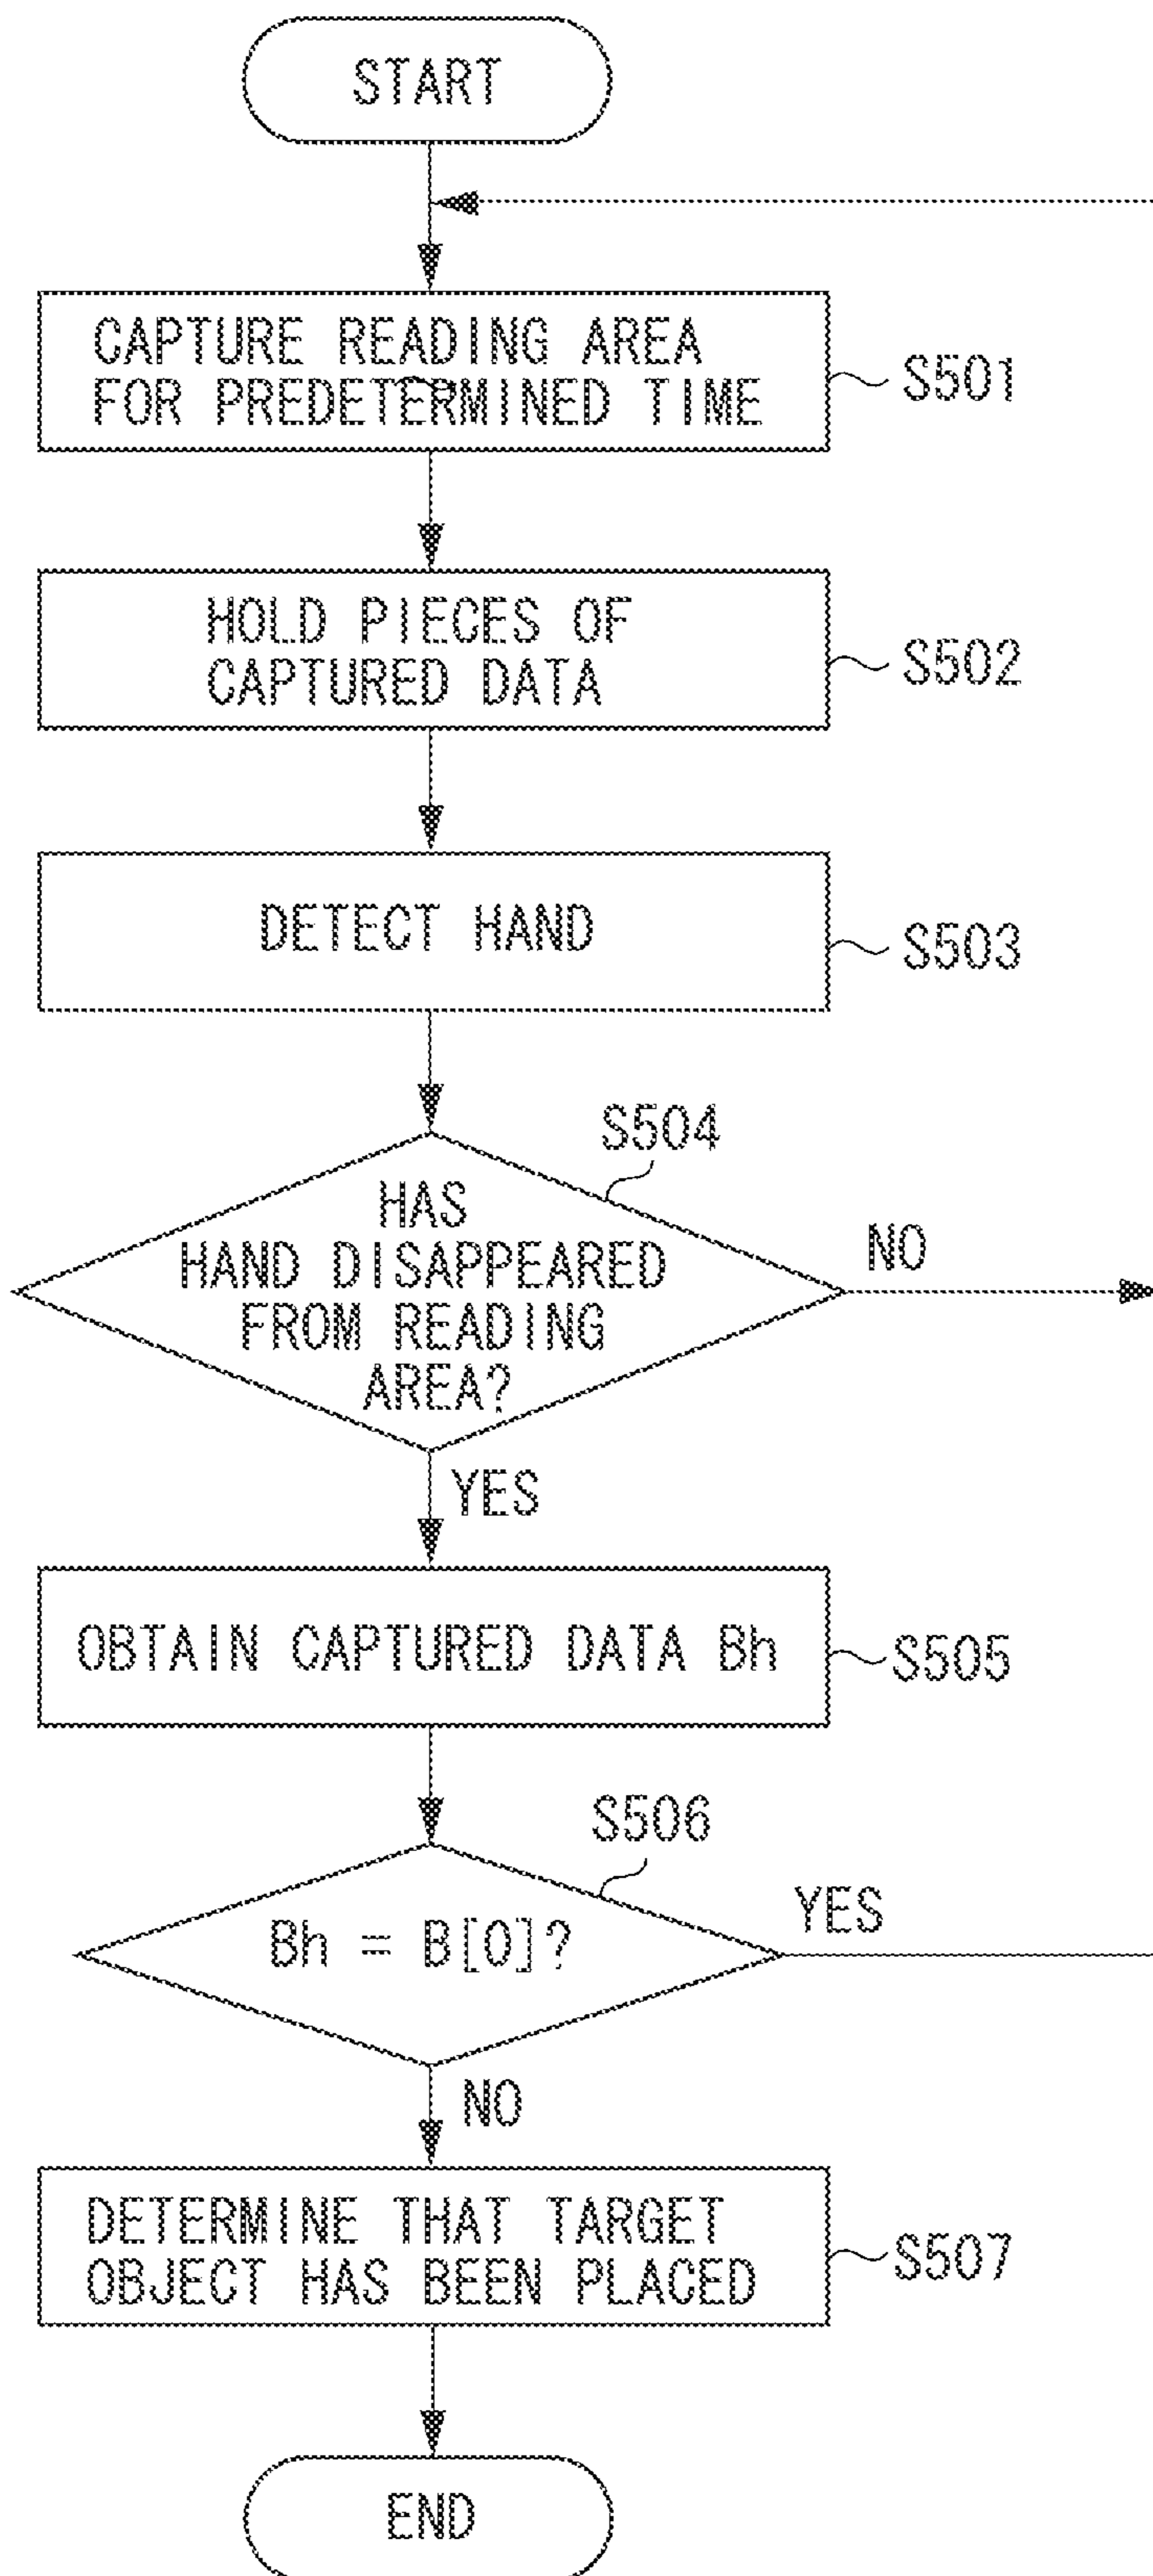 START
CAPTURE READING AREA
FOR PREDETERMINED TIME
S501
HOLD PIECES OF
CAPTURED DATA
S502
DETECT HAND
S503
S504
HAS
HAND DISAPPEARED
FROM READING
AREA?
NO
YES
OBTAIN CAPTURED DATA Bh
S505
S506
Bh = B[0]?
YES
NO
DETERMINE THAT TARGET
OBJECT HAS BEEN PLACED
S507
END